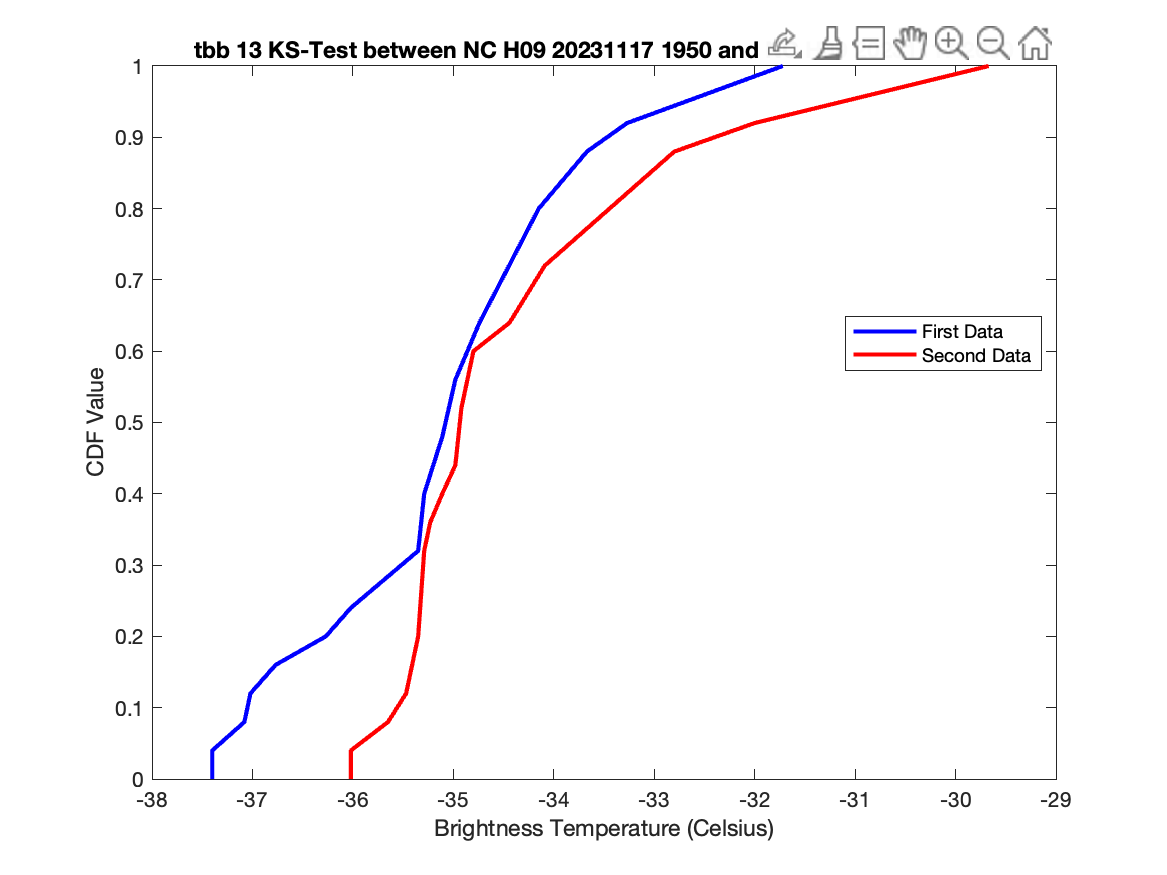 tbb 13 KS-Test between NC H09 20231117 1950 and
1
0.9
0.8
0.7
0.6
0.5
0.4
0.3
0.2
0.1
0
CDF Value
First Data
Second Data
-38 -37 -36 -35 -34 -33 -32 -31 -30 -29
Brightness Temperature (Celsius)